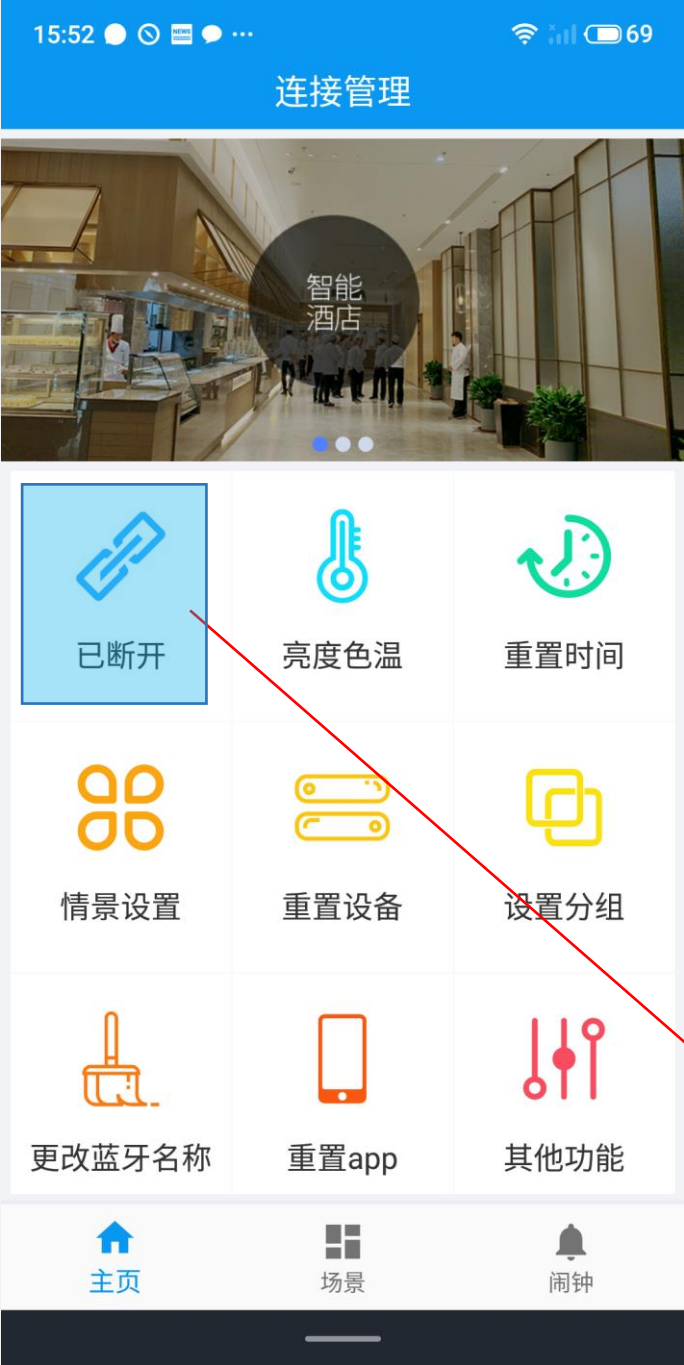 15:52 NEWS ··· 69
连接管理
智能
酒店
已断开 亮度色温 重置时间
情景设置 重置设备 设置分组
更改蓝牙名称 重置app 其他功能
主页 场景 闹钟